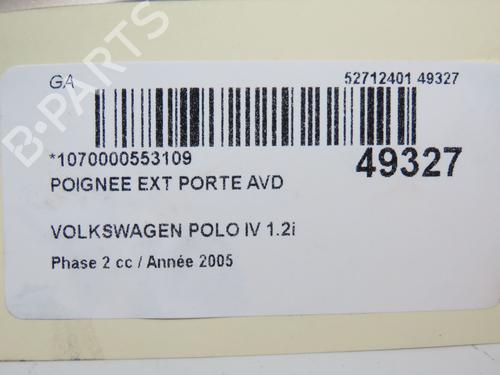 GA 52712401 49327
*1070000553109 49327
POIGNEE EXT PORTE AVD
VOLKSWAGEN POLO IV 1.2i
Phase 2 cc / Année 2005
B-PARTS